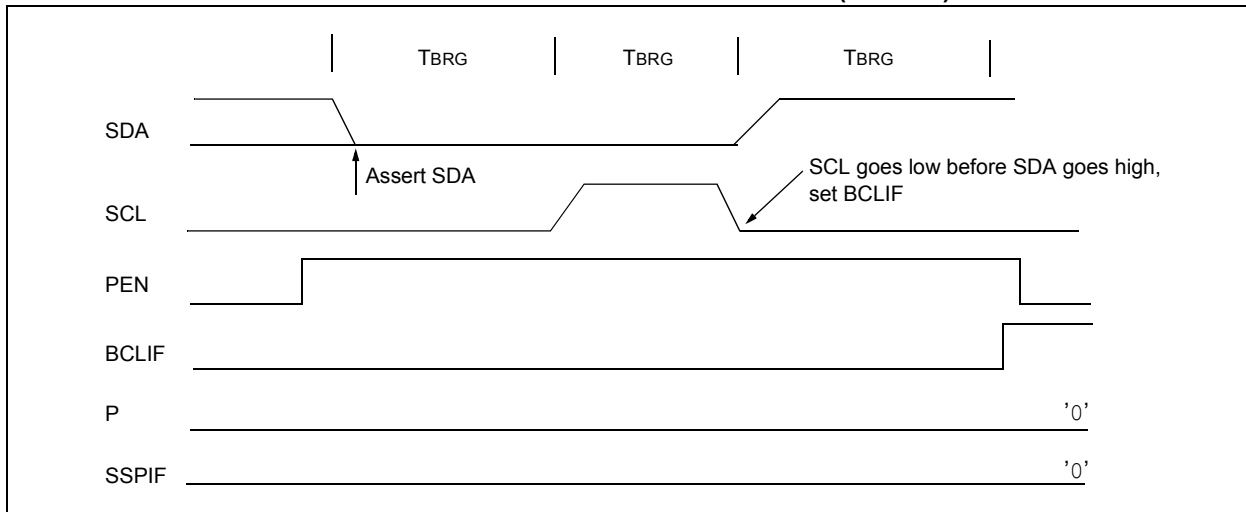 TBRG TBRG TBRG
SDA
Assert SDA
SCL goes low before SDA goes high,
set BCLIF
SCL
PEN
BCLIF
P '0'
SSPIF '0'